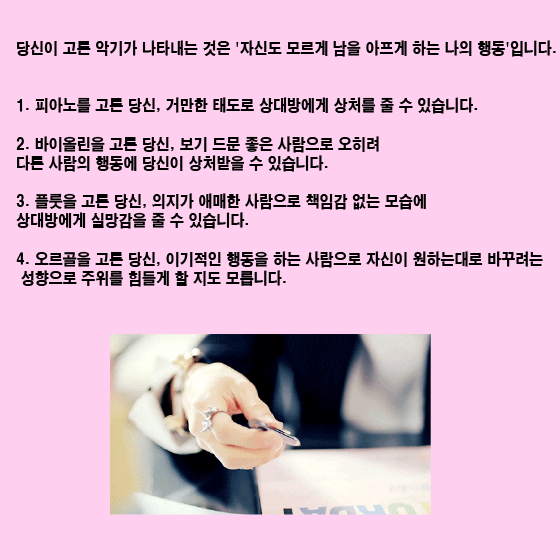 당신이 고른 악기가 나타내는 것은 '자신도 모르게 남을 아프게 하는 나의 행동'입니다.
1. 피아노를 고른 당신, 거만한 태도로 상대방에게 상처를 줄 수 있습니다.
2. 바이올린을 고른 당신, 보기 드문 좋은 사람으로 오히려
다른 사람의 행동에 당신이 상처받을 수 있습니다.
3. 플룻을 고른 당신, 의지가 애매한 사람으로 책임감 없는 모습에
상대방에게 실망감을 줄 수 있습니다.
4. 오르골을 고른 당신, 이기적인 행동을 하는 사람으로 자신이 원하는대로 바꾸려는
성향으로 주위를 힘들게 할 지도 모릅니다.